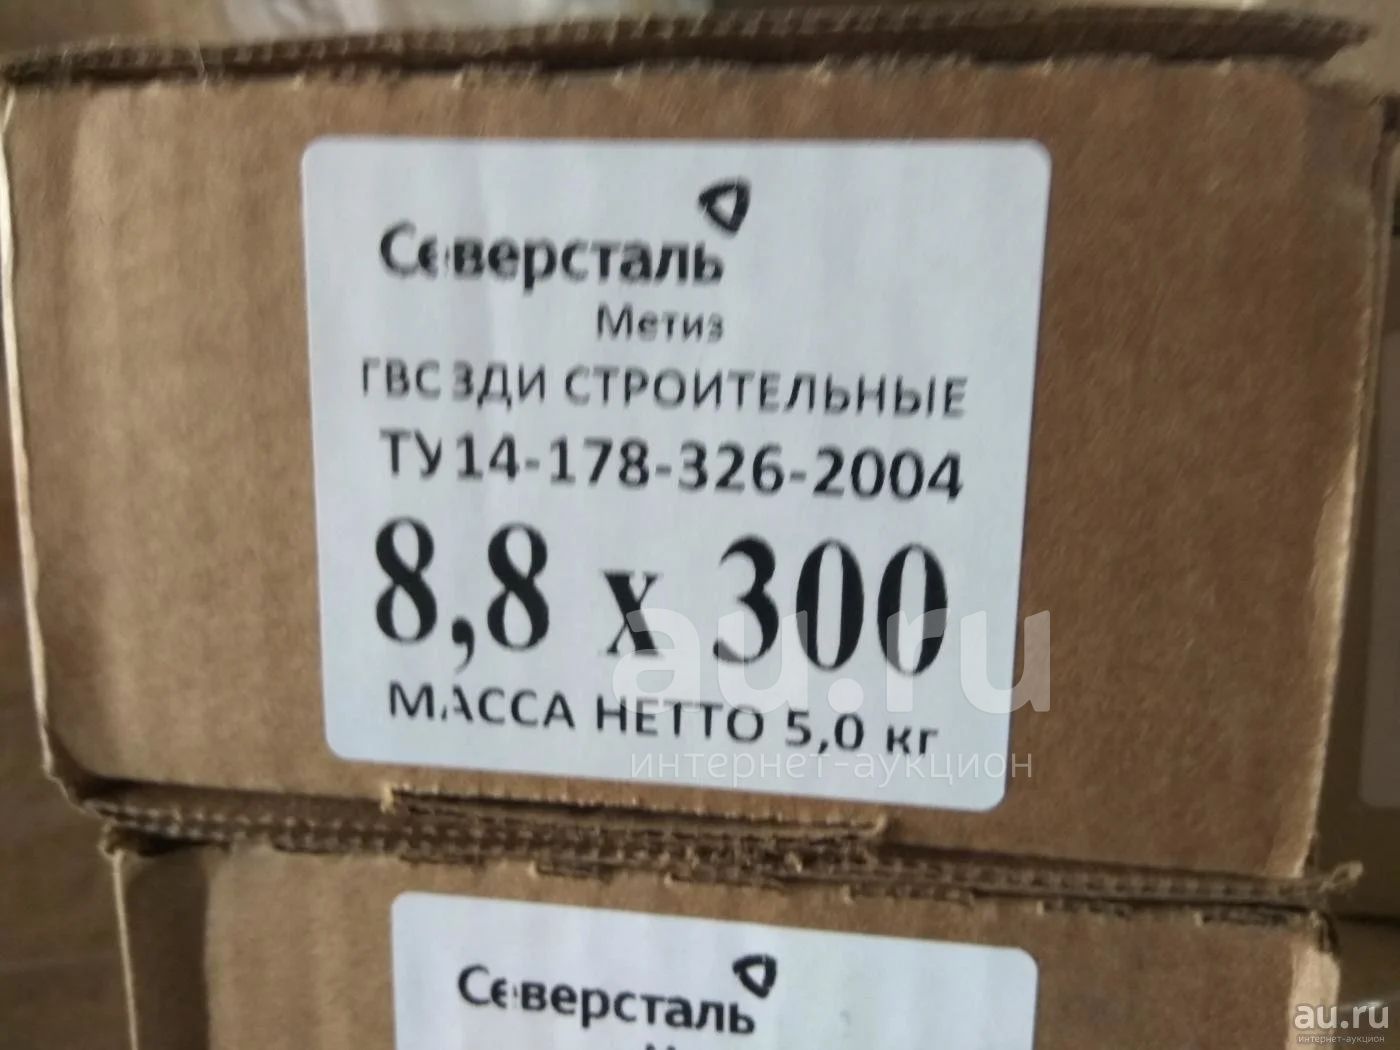 Северсталь
Метиз
ГВОЗДИ СТРОИТЕЛЬНЫЕ
ТУ14-178-326-2004
8,8 х 300
МАССА НЕТТО 5,0 кг
au.ru
интернет-аукцион
Северсталь
au.ru
интернет-аукцион